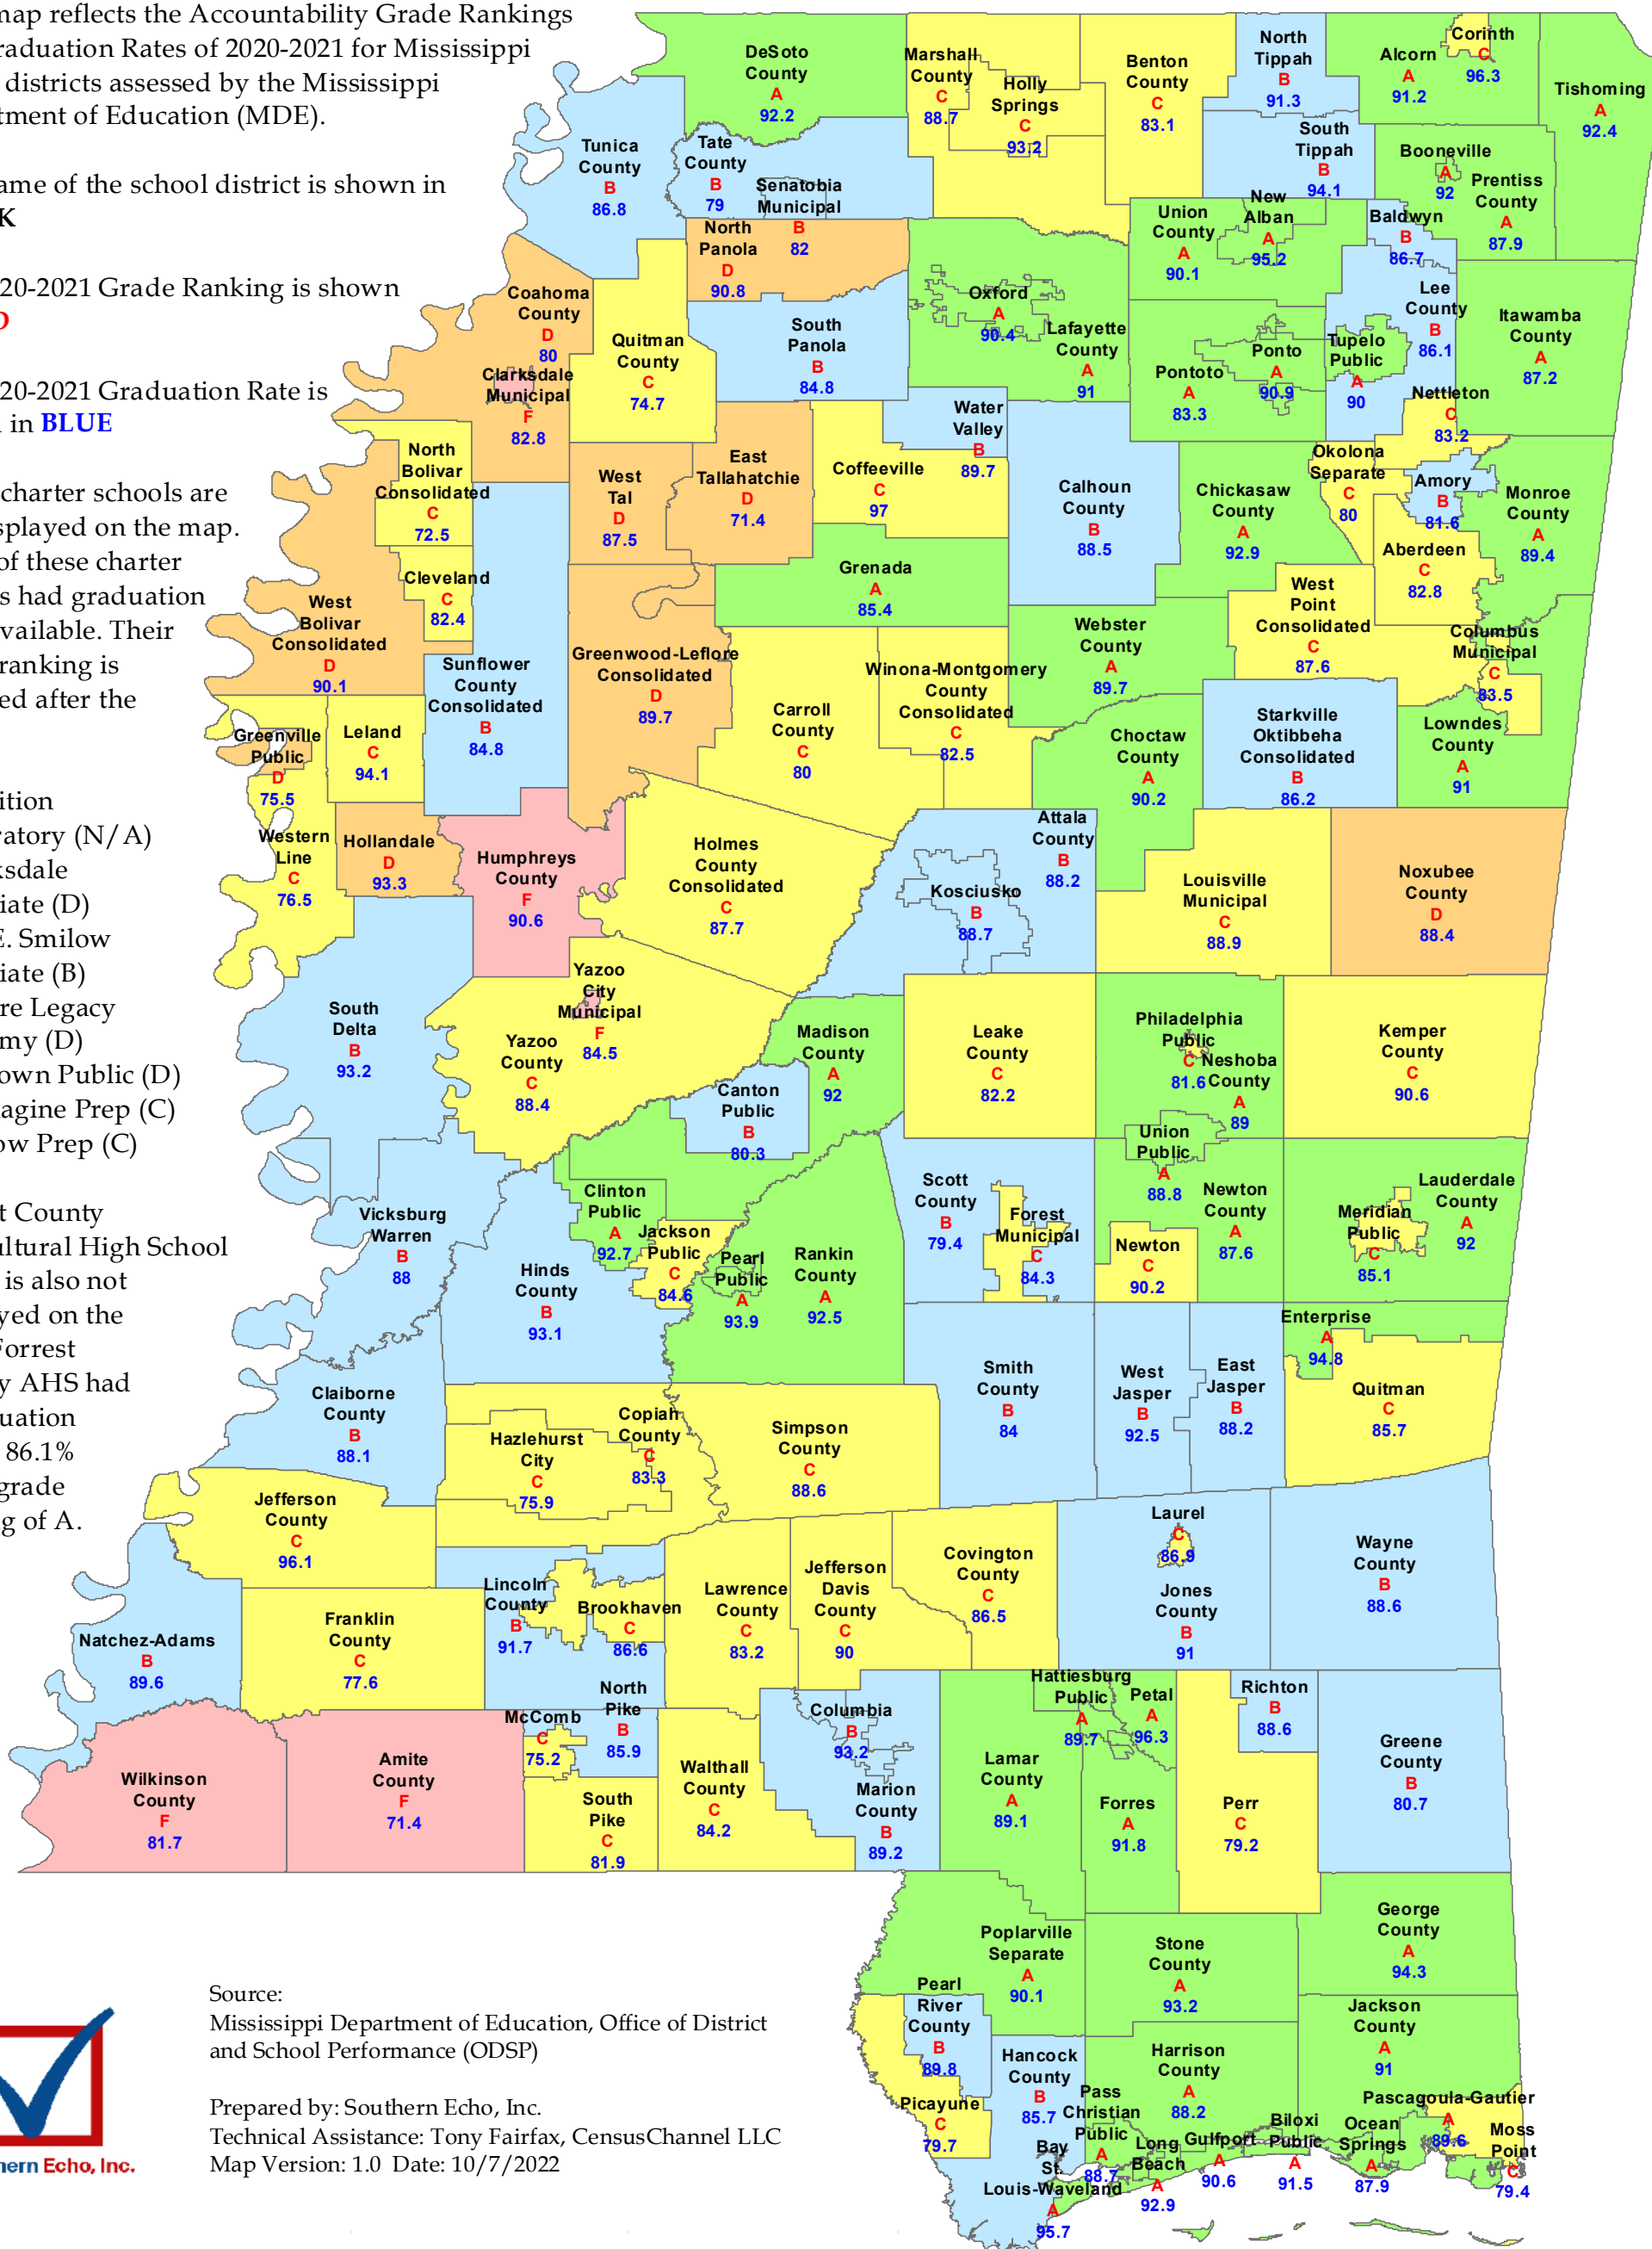 map reflects the Accountability Grade Rankings
raduation Rates of 2020-2021 for Mississippi
districts assessed by the Mississippi
tment of Education (MDE).
ame of the school district is shown in
K
20-2021 Grade Ranking is shown
D
20-2021 Graduation Rate is
in BLUE
charter schools are
splayed on the map.
of these charter
s had graduation
vailable. Their
ranking is
ed after the
ition
ratory (N/A)
ksdale
iate (D)
E. Smilow
iate (B)
re Legacy
my (D)
own Public (D)
agine Prep (C)
ow Prep (C)
t County
ultural High School
is also not
yed on the
Forrest
y AHS had
uation
86.1%
grade
g of A.
DeSoto
County
A
92.2
Marshall
County
C
88.7
Holly
Springs
C
93.2
Benton
County
C
83.1
North
Tippah
B
91.3
Alcorn
A
91.2
Corinth
C
96.3
Tishoming
A
92.4
Tunica
County
B
86.8
Tate
County
B
79
Senatobia
Municipal
B
82
South
Tippah
B
94.1
Booneville
A
92
Prentiss
County
A
87.9
North
Panola
D
90.8
Union
County
A
90.1
New
Alban
A
95.2
Baldwyn
B
86.7
Coahoma
County
D
80
Quitman
County
C
74.7
South
Panola
B
84.8
Oxford
A
90.4
Lafayette
County
A
91
Pontoto
A
83.3
Ponto
A
90.9
Tupelo
Public
A
90
Lee
County
B
86.1
Itawamba
County
A
87.2
Clarksdale
Municipal
F
82.8
Nettleton
C
83.2
North
Bolivar
Consolidated
C
72.5
West
Tal
D
87.5
East
Tallahatchie
D
71.4
Coffeeville
C
97
Water
Valley
B
89.7
Calhoun
County
B
88.5
Chickasaw
County
A
92.9
Okolona
Separate
C
80
Amory
B
81.6
Monroe
County
A
89.4
Cleveland
C
82.4
Grenada
A
85.4
Aberdeen
C
82.8
West
Bolivar
Consolidated
D
90.1
Sunflower
County
Consolidated
B
84.8
Greenwood-Leflore
Consolidated
D
89.7
Carroll
County
C
80
Winona-Montgomery
County
Consolidated
C
82.5
Webster
County
A
89.7
West
Point
Consolidated
C
87.6
Columbus
Municipal
C
83.5
Greenville
Public
D
75.5
Leland
C
94.1
Choctaw
County
A
90.2
Starkville
Oktibbeha
Consolidated
B
86.2
Lowndes
County
A
91
Western
Line
C
76.5
Hollandale
D
93.3
Humphreys
County
F
90.6
Holmes
County
Consolidated
C
87.7
Attala
County
B
88.2
Kosciusko
B
88.7
Louisville
Municipal
C
88.9
Noxubee
County
D
88.4
South
Delta
B
93.2
Yazoo
City
Municipal
F
84.5
Yazoo
County
C
88.4
Madison
County
A
92
Canton
Public
B
80.3
Leake
County
C
82.2
Philadelphia
Public
C
81.6
Neshoba
County
A
89
Kemper
County
C
90.6
Vicksburg
Warren
B
88
Clinton
Public
A
92.7
Jackson
Public
C
84.6
Pearl
Public
A
93.9
Rankin
County
A
92.5
Scott
County
B
79.4
Forest
Municipal
C
84.3
Union
Public
A
88.8
Newton
County
A
87.6
Newton
C
90.2
Meridian
Public
C
85.1
Lauderdale
County
A
92
Hinds
County
B
93.1
Enterprise
A
94.8
Claiborne
County
B
88.1
Hazlehurst
City
C
75.9
Copiah
County
C
83.3
Simpson
County
C
88.6
Smith
County
B
84
West
Jasper
B
92.5
East
Jasper
B
88.2
Quitman
C
85.7
Jefferson
County
C
96.1
Laurel
C
86.9
Jones
County
B
91
Wayne
County
B
88.6
Natchez-Adams
B
89.6
Franklin
County
C
77.6
Lincoln
County
B
91.7
Brookhaven
C
86.6
Lawrence
County
C
83.2
Jefferson
Davis
County
C
90
Covington
County
C
86.5
Wilkinson
County
F
81.7
Amite
County
F
71.4
McComb
C
75.2
North
Pike
B
85.9
South
Pike
C
81.9
Walthall
County
C
84.2
Columbia
B
93.2
Marion
County
B
89.2
Lamar
County
A
89.1
Hattiesburg
Public
A
89.7
Petal
A
96.3
Forres
A
91.8
Perr
C
79.2
Richton
B
88.6
Greene
County
B
80.7
Poplarville
Separate
A
90.1
Stone
County
A
93.2
George
County
A
94.3
Pearl
River
County
B
89.8
Picayune
C
79.7
Hancock
County
B
85.7
Harrison
County
A
88.2
Jackson
County
A
91
Pass
Christian
Public
A
88.7
Bay
St.
Louis-Waveland
A
95.7
Long
Beach
A
92.9
Gulfport
A
90.6
Biloxi
Public
A
91.5
Ocean
Springs
A
87.9
Pascagoula-Gautier
A
89.6
Moss
Point
C
79.4
Source:
Mississippi Department of Education, Office of District
and School Performance (ODSP)
Prepared by: Southern Echo, Inc.
Technical Assistance: Tony Fairfax, CensusChannel LLC
Map Version: 1.0 Date: 10/7/2022
hern Echo, Inc.